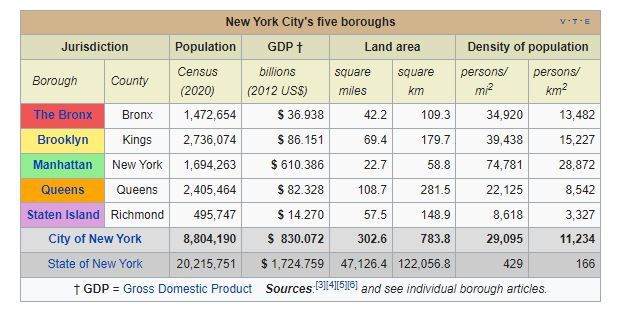 New York City's five boroughs V·T·E
Jurisdiction Population GDP † Land area Density of population
Borough County Census (2020) billions (2012 US$) square miles square km persons/ mi2 persons/ km2
The Bronx Bronx 1,472,654 $ 36.938 42.2 109.3 34,920 13,482
Brooklyn Kings 2,736,074 $ 86.151 69.4 179.7 39,438 15,227
Manhattan New York 1,694,263 $ 610.386 22.7 58.8 74,781 28,872
Queens Queens 2,405,464 $ 82.328 108.7 281.5 22,125 8,542
Staten Island Richmond 495,747 $ 14.270 57.5 148.9 8,618 3,327
City of New York 8,804,190 $ 830.072 302.6 783.8 29,095 11,234
State of New York 20,215,751 $ 1,724.759 47,126.4 122,056.8 429 166
† GDP = Gross Domestic Product Sources:[3][4][5][6] and see individual borough articles.